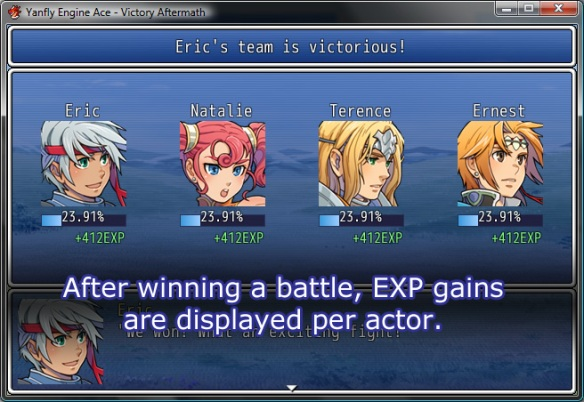 Yanfly Engine Ace - Victory Aftermath
Eric's team is victorious!
Eric Natalie Terence Ernest
23.91% 23.91% 23.91% 23.91%
+412EXP +412EXP +412EXP +412EXP
After winning a battle, EXP gains
are displayed per actor.
Eric
"We won! What an exciting fight!"